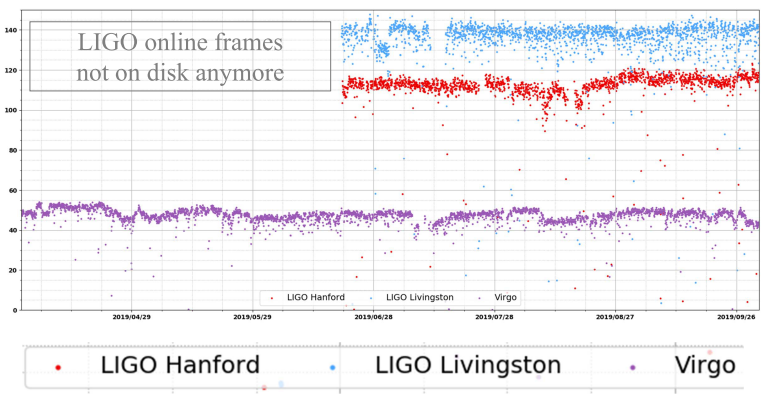 LIGO online frames
not on disk anymore
140
120
100
80
60
40
20
0
LIGO Hanford LIGO Livingston Virgo
2019/04/29 2019/05/29 2019/06/28 2019/07/28 2019/08/27 2019/09/26
LIGO Hanford LIGO Livingston Virgo